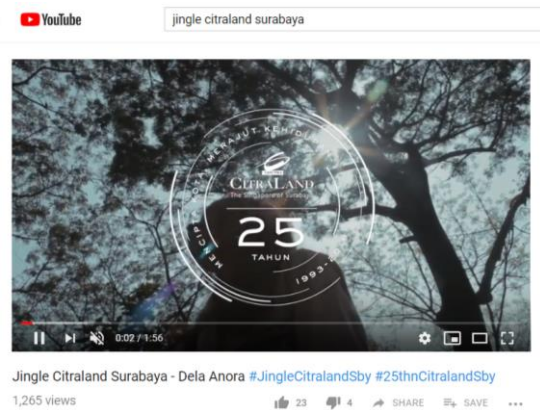 YouTube
jingle citraland surabaya
CITRALAND
The Singapore of Surabaya
25
TAHUN
0:02 / 1:56
Jingle Citraland Surabaya - Dela Anora #JingleCitralandSby #25thnCitralandSby
1,265 views
23
4
SHARE
SAVE